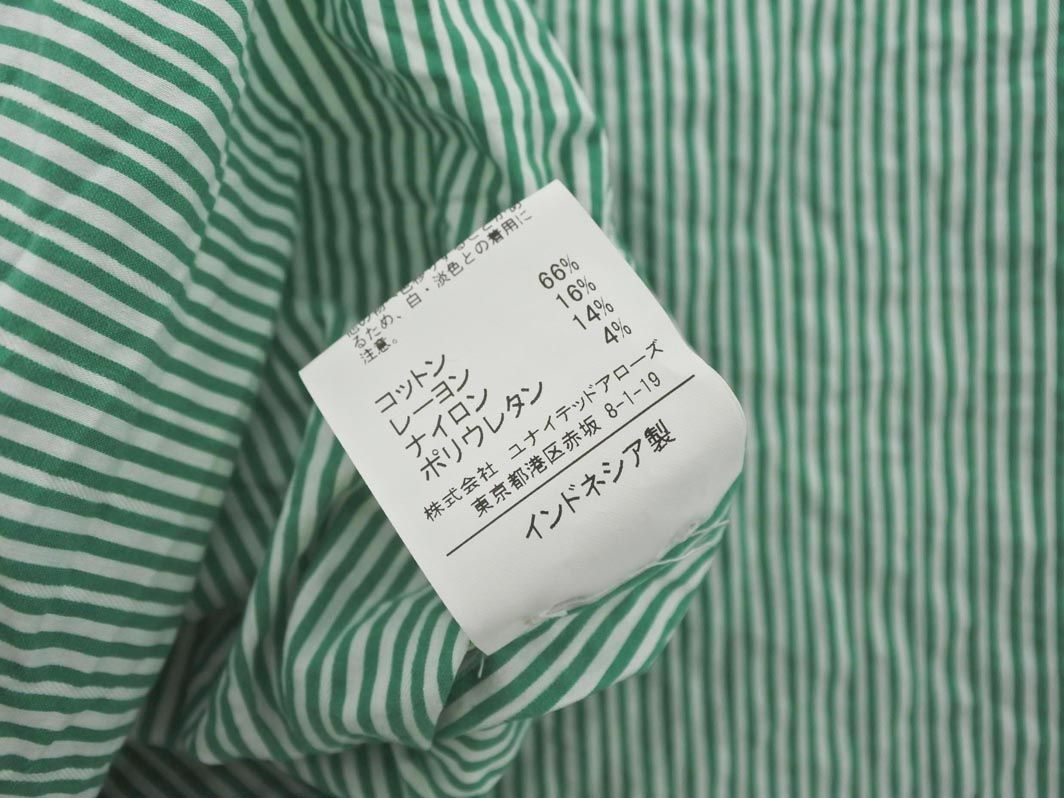 るため、白・淡色との着用に
注意。
コットン 66%
レーヨン 16%
ナイロン 14%
ポリウレタン 4%
株式会社 ユナイテッドアローズ
東京都港区赤坂 8-1-19
インドネシア製